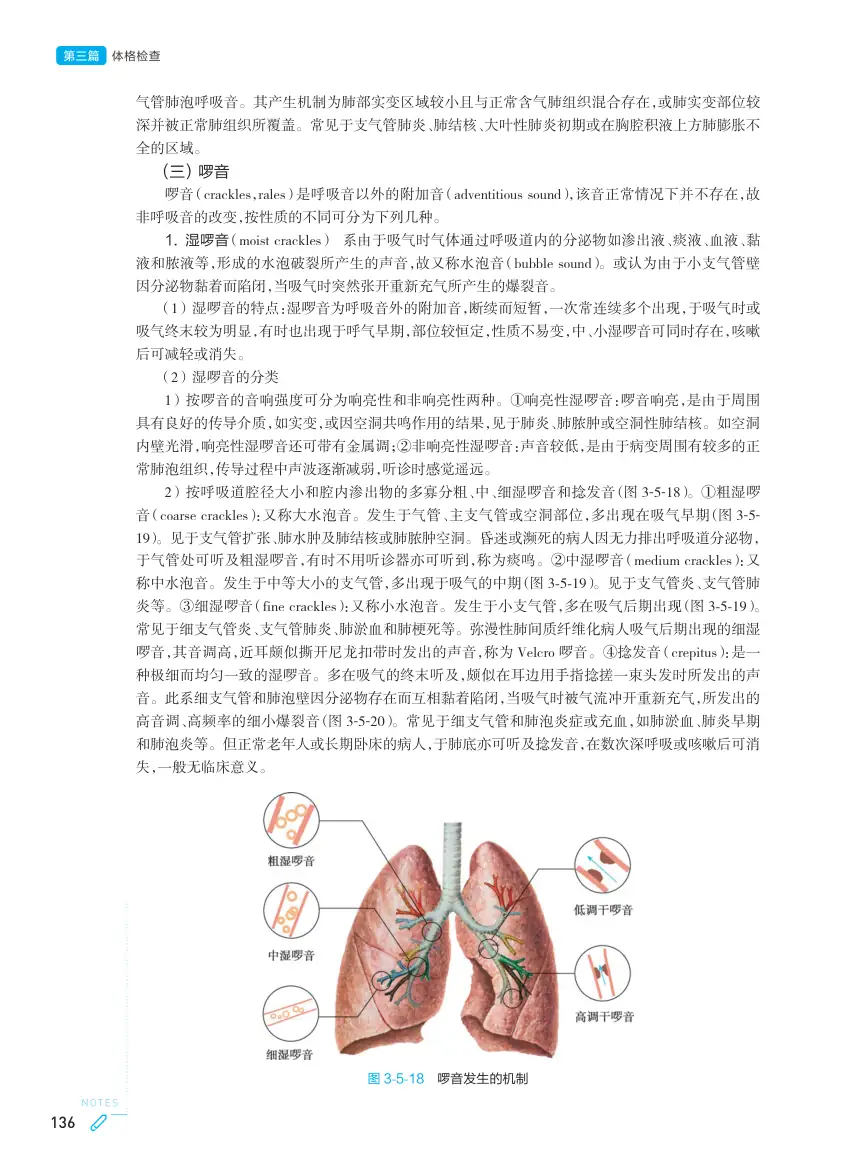 第三篇 体格检查
气管肺泡呼吸音。其产生机制为肺部实变区域较小且与正常含气肺组织混合存在,或肺实变部位较
深并被正常肺组织所覆盖。常见于支气管肺炎、肺结核、大叶性肺炎初期或在胸腔积液上方肺膨胀不
全的区域。
(三)啰音
啰音(crackles,rales)是呼吸音以外的附加音(adventitious sound),该音正常情况下并不存在,故
非呼吸音的改变,按性质的不同可分为下列几种。
1. 湿啰音(moist crackles) 系由于吸气时气体通过呼吸道内的分泌物如渗出液、痰液、血液、黏
液和脓液等,形成的水泡破裂所产生的声音,故又称水泡音(bubble sound)。或认为由于小支气管壁
因分泌物黏着而陷闭,当吸气时突然张开重新充气所产生的爆裂音。
(1)湿啰音的特点:湿啰音为呼吸音外的附加音,断续而短暂,一次常连续多个出现,于吸气时或
吸气终末较为明显,有时也出现于呼气早期,部位较恒定,性质不易变,中、小湿啰音可同时存在,咳嗽
后可减轻或消失。
(2)湿啰音的分类
1)按啰音的音响强度可分为响亮性和非响亮性两种。①响亮性湿啰音:啰音响亮,是由于周围
具有良好的传导介质,如实变,或因空洞共鸣作用的结果,见于肺炎、肺脓肿或空洞性肺结核。如空洞
内壁光滑,响亮性湿啰音还可带有金属调;②非响亮性湿啰音:声音较低,是由于病变周围有较多的正
常肺泡组织,传导过程中声波逐渐减弱,听诊时感觉遥远。
2)按呼吸道腔径大小和腔内渗出物的多寡分粗、中、细湿啰音和捻发音(图 3-5-18)。①粗湿啰
音(coarse crackles):又称大水泡音。发生于气管、主支气管或空洞部位,多出现在吸气早期(图 3-5-
19)。见于支气管扩张、肺水肿及肺结核或肺脓肿空洞。昏迷或濒死的病人因无力排出呼吸道分泌物,
于气管处可听及粗湿啰音,有时不用听诊器亦可听到,称为痰鸣。②中湿啰音(medium crackles):又
称中水泡音。发生于中等大小的支气管,多出现于吸气的中期(图 3-5-19)。见于支气管炎、支气管肺
炎等。③细湿啰音(fine crackles):又称小水泡音。发生于小支气管,多在吸气后期出现(图 3-5-19)。
常见于细支气管炎、支气管肺炎、肺淤血和肺梗死等。弥漫性肺间质纤维化病人吸气后期出现的细湿
啰音,其音调高,近耳颇似撕开尼龙扣带时发出的声音,称为 Velcro 啰音。④捻发音(crepitus):是一
种极细而均匀一致的湿啰音。多在吸气的终末听及,颇似在耳边用手指捻搓一束头发时所发出的声
音。此系细支气管和肺泡壁因分泌物存在而互相黏着陷闭,当吸气时被气流冲开重新充气,所发出的
高音调、高频率的细小爆裂音(图 3-5-20)。常见于细支气管和肺泡炎症或充血,如肺淤血、肺炎早期
和肺泡炎等。但正常老年人或长期卧床的病人,于肺底亦可听及捻发音,在数次深呼吸或咳嗽后可消
失,一般无临床意义。
粗湿啰音
中湿啰音
细湿啰音
低调干啰音
高调干啰音
图 3-5-18 啰音发生的机制
NOTES
136